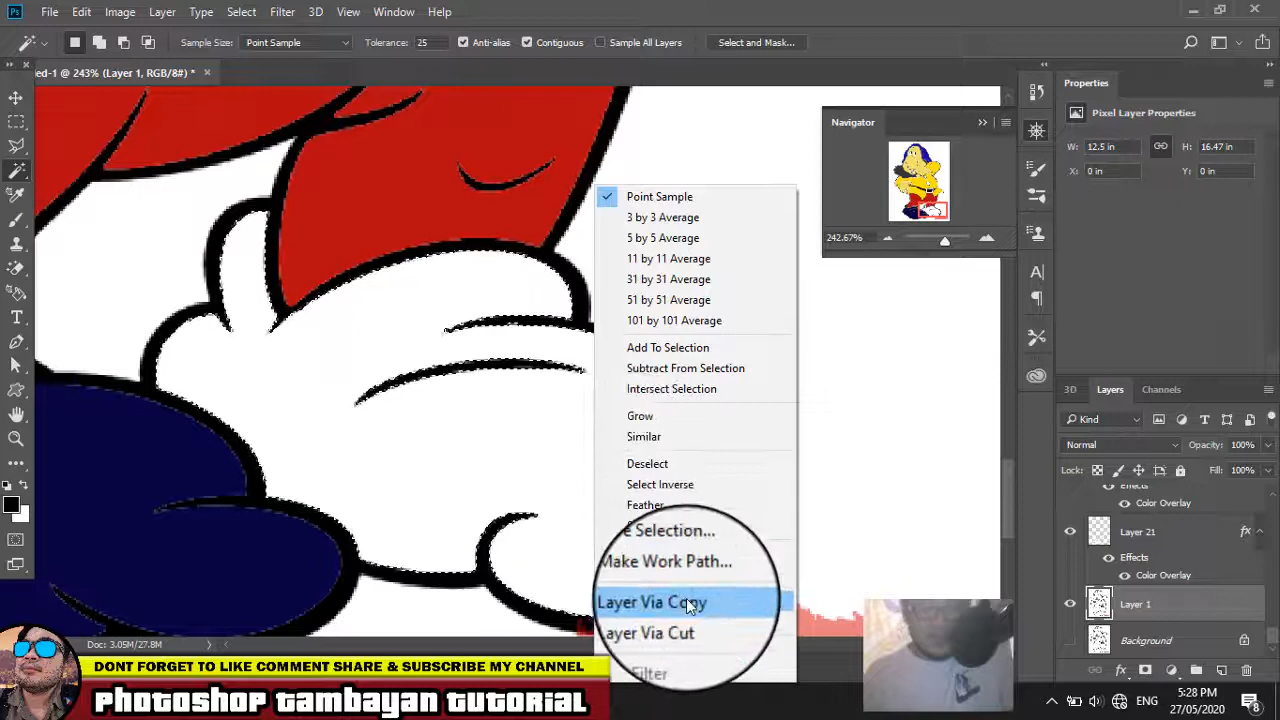 Ps File Edit Image Layer Type Select Filter 3D View Window Help
Sample Size: Point Sample Tolerance: 25 Anti-alias Contiguous Sample All Layers Select and Mask...
ed-1 @ 243% (Layer 1, RGB/8#) *
Properties
Pixel Layer Properties
W: 12.5 in H: 16.47 in
X: 0 in Y: 0 in
Navigator
242.67%
Point Sample
3 by 3 Average
5 by 5 Average
11 by 11 Average
31 by 31 Average
51 by 51 Average
101 by 101 Average
Add To Selection
Subtract From Selection
Intersect Selection
Grow
Similar
Deselect
Select Inverse
Feather
e Selection...
Make Work Path...
Layer Via Copy
Layer Via Cut
Filter
3D Layers Channels
Kind
Normal Opacity: 100%
Lock: Fill: 100%
Effects
Color Overlay
Layer 21 fx
Effects
Color Overlay
Layer 1
Background
Doc: 3.05M/27.8M
DONT FORGET TO LIKE COMMENT SHARE & SUBSCRIBE MY CHANNEL
PHOTOSHOP TAMBAYAN TUTORIAL
ENG
5:28 PM
27/05/2020
8